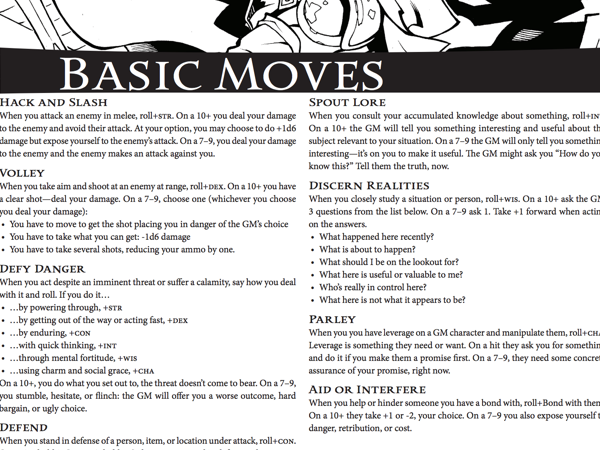 BASIC MOVES
HACK AND SLASH
When you attack an enemy in melee, roll+STR. On a 10+ you deal your damage
to the enemy and avoid their attack. At your option, you may choose to do +1d6
damage but expose yourself to the enemy's attack. On a 7–9, you deal your damage
to the enemy and the enemy makes an attack against you.
VOLLEY
When you take aim and shoot at an enemy at range, roll+DEX. On a 10+ you have
a clear shot—deal your damage. On a 7–9, choose one (whichever you choose
you deal your damage):
• You have to move to get the shot placing you in danger of the GM's choice
• You have to take what you can get: -1d6 damage
• You have to take several shots, reducing your ammo by one.
DEFY DANGER
When you act despite an imminent threat or suffer a calamity, say how you deal
with it and roll. If you do it…
• …by powering through, +STR
• …by getting out of the way or acting fast, +DEX
• …by enduring, +CON
• …with quick thinking, +INT
• …through mental fortitude, +WIS
• …using charm and social grace, +CHA
On a 10+, you do what you set out to, the threat doesn't come to bear. On a 7–9,
you stumble, hesitate, or flinch: the GM will offer you a worse outcome, hard
bargain, or ugly choice.
DEFEND
When you stand in defense of a person, item, or location under attack, roll+CON.
SPOUT LORE
When you consult your accumulated knowledge about something, roll+IN
On a 10+ the GM will tell you something interesting and useful about th
subject relevant to your situation. On a 7–9 the GM will only tell you somethin
interesting—it's on you to make it useful. The GM might ask you "How do yo
know this?" Tell them the truth, now.
DISCERN REALITIES
When you closely study a situation or person, roll+WIS. On a 10+ ask the GM
3 questions from the list below. On a 7–9 ask 1. Take +1 forward when actin
on the answers.
• What happened here recently?
• What is about to happen?
• What should I be on the lookout for?
• What here is useful or valuable to me?
• Who's really in control here?
• What here is not what it appears to be?
PARLEY
When you you have leverage on a GM character and manipulate them, roll+CHA
Leverage is something they need or want. On a hit they ask you for somethin
and do it if you make them a promise first. On a 7–9, they need some concret
assurance of your promise, right now.
AID OR INTERFERE
When you help or hinder someone you have a bond with, roll+Bond with them
On a 10+ they take +1 or -2, your choice. On a 7–9 you also expose yourself t
danger, retribution, or cost.